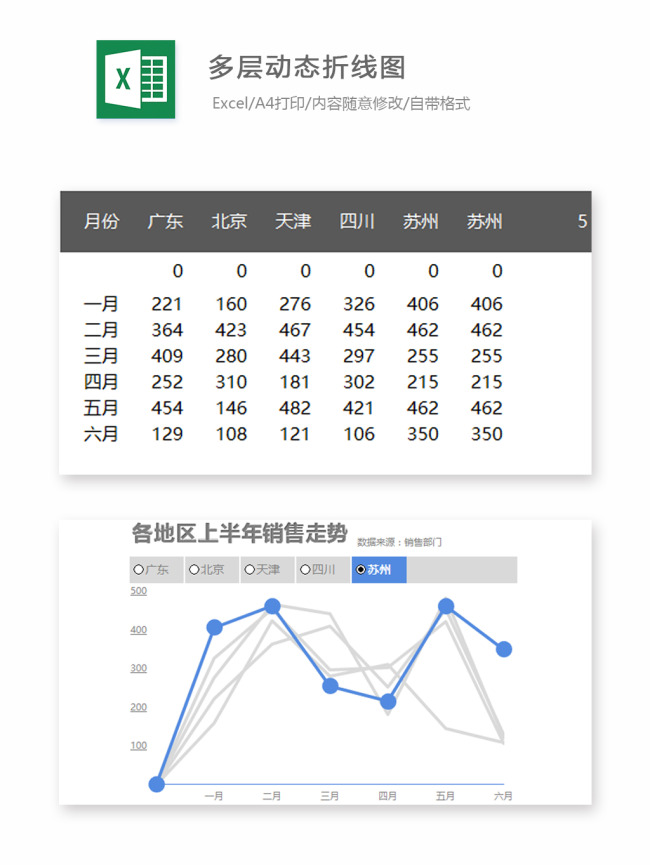 X
多层动态折线图
Excel/A4打印/内容随意修改/自带格式
月份 广东 北京 天津 四川 苏州 苏州 5
0 0 0 0 0 0
一月 221 160 276 326 406 406
二月 364 423 467 454 462 462
三月 409 280 443 297 255 255
四月 252 310 181 302 215 215
五月 454 146 482 421 462 462
六月 129 108 121 106 350 350
各地区上半年销售走势 数据来源：销售部门
广东 北京 天津 四川 苏州
500
400
300
200
100
一月 二月 三月 四月 五月 六月